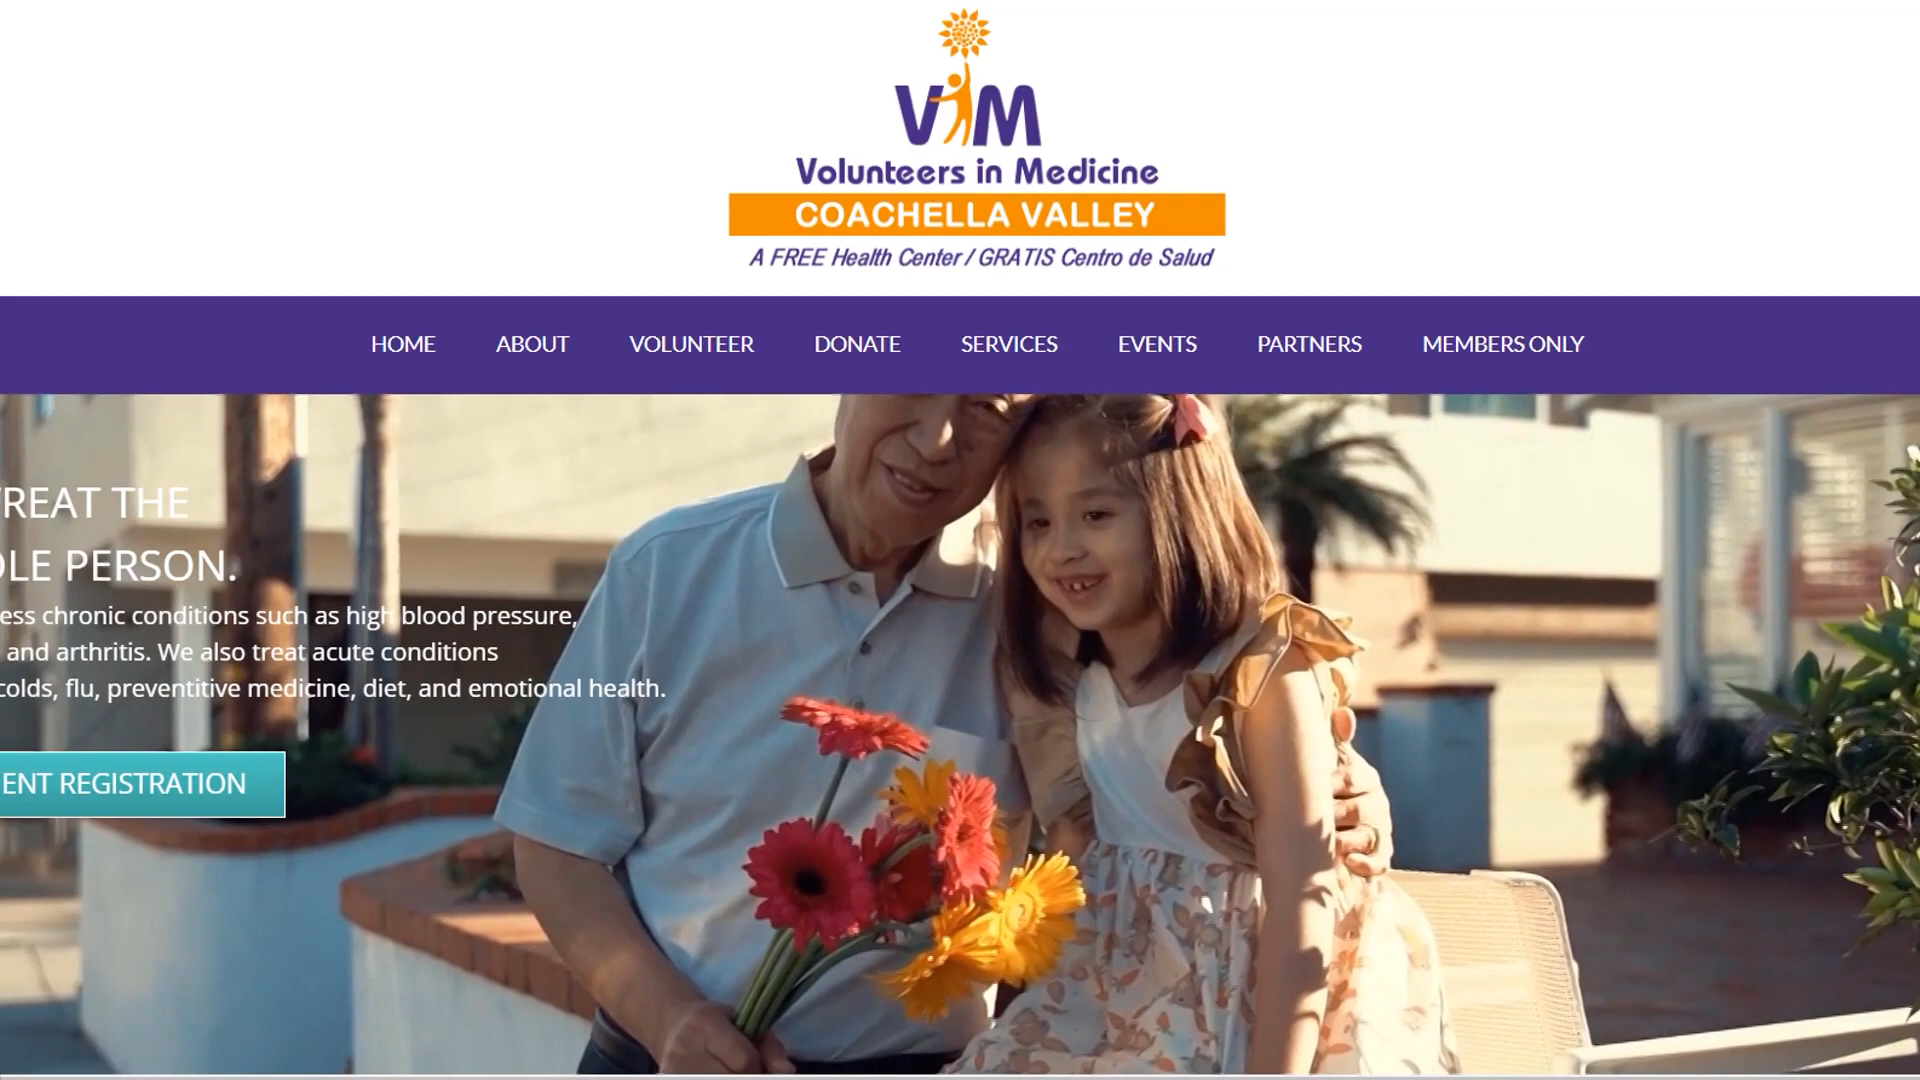 VIM
Volunteers in Medicine
COACHELLA VALLEY
A FREE Health Center / GRATIS Centro de Salud
HOME ABOUT VOLUNTEER DONATE SERVICES EVENTS PARTNERS MEMBERS ONLY
TREAT THE
OLE PERSON.
ess chronic conditions such as high blood pressure,
and arthritis. We also treat acute conditions
colds, flu, preventitive medicine, diet, and emotional health.
ENT REGISTRATION